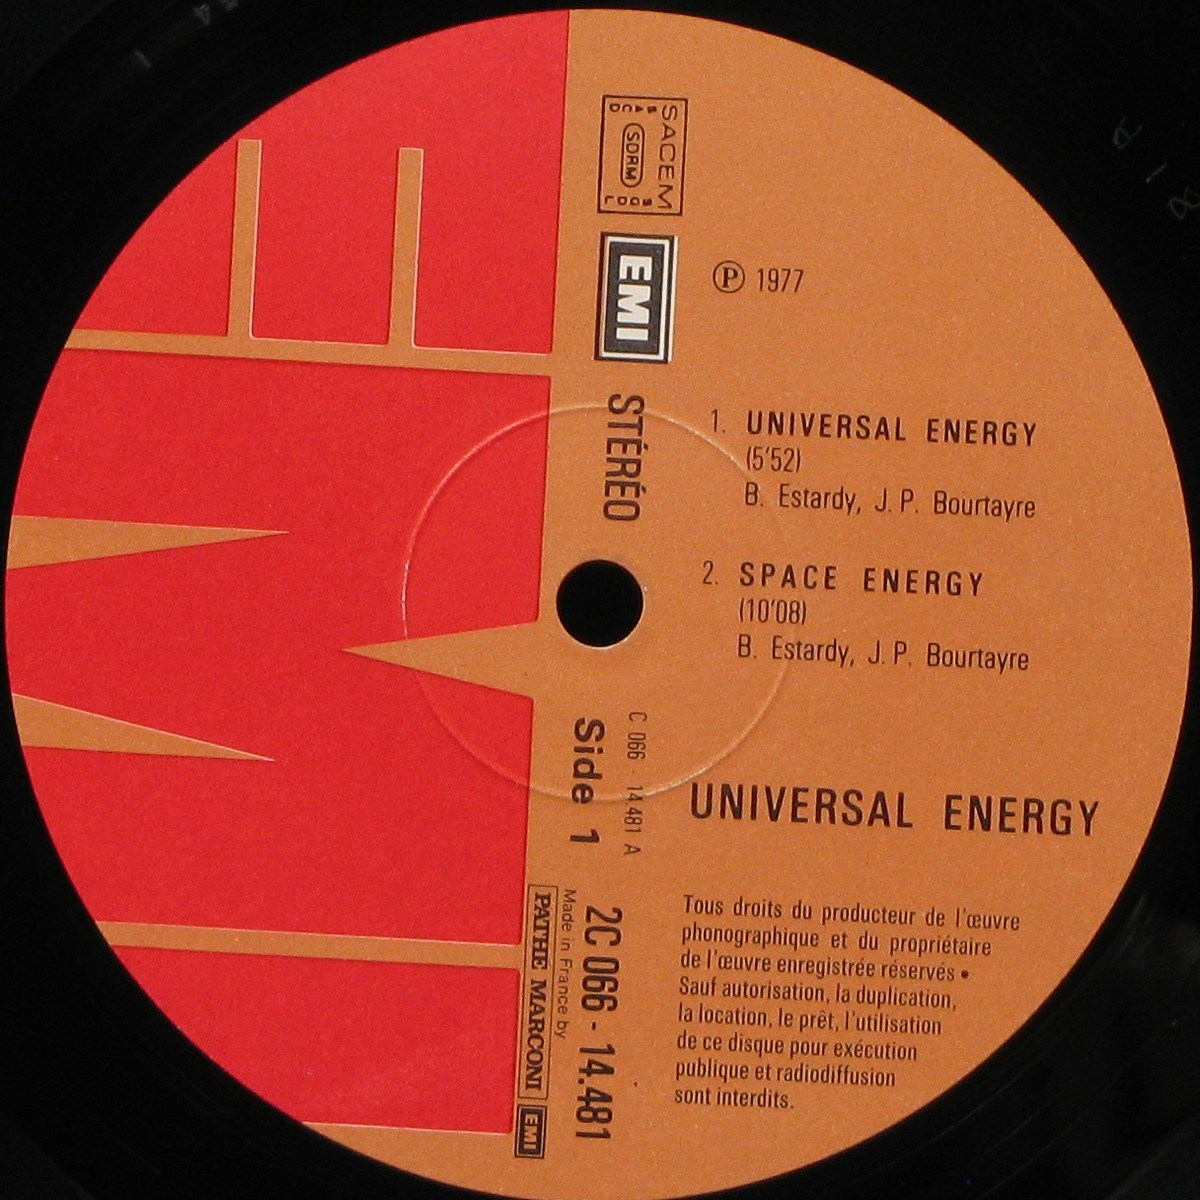 SACEM
SDRM
EMI
℗ 1977
STÉRÉO
1. UNIVERSAL ENERGY
(5'52)
B. Estardy, J. P. Bourtayre
2. SPACE ENERGY
(10'08)
B. Estardy, J. P. Bourtayre
C 066 - 14.481 A
Side 1
UNIVERSAL ENERGY
2C 066 - 14.481
Made in France by
PATHÉ MARCONI
EMI
Tous droits du producteur de l'œuvre
phonographique et du propriétaire
de l'œuvre enregistrée réservés •
Sauf autorisation, la duplication,
la location, le prêt, l'utilisation
de ce disque pour exécution
publique et radiodiffusion
sont interdits.